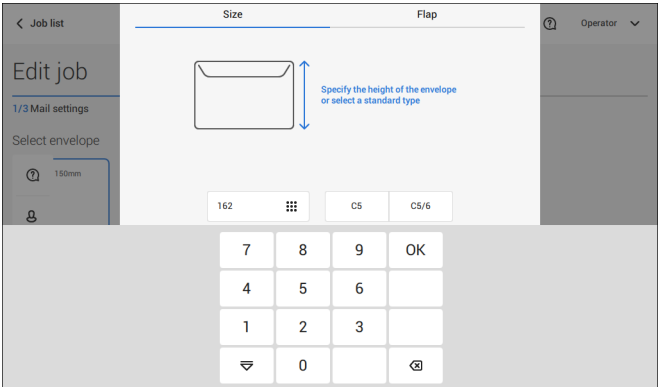 Job list
Size
Flap
Operator
Edit job
1/3 Mail settings
Select envelope
150mm
Specify the height of the envelope
or select a standard type
162
C5
C5/6
7 8 9 OK
4 5 6
1 2 3
0